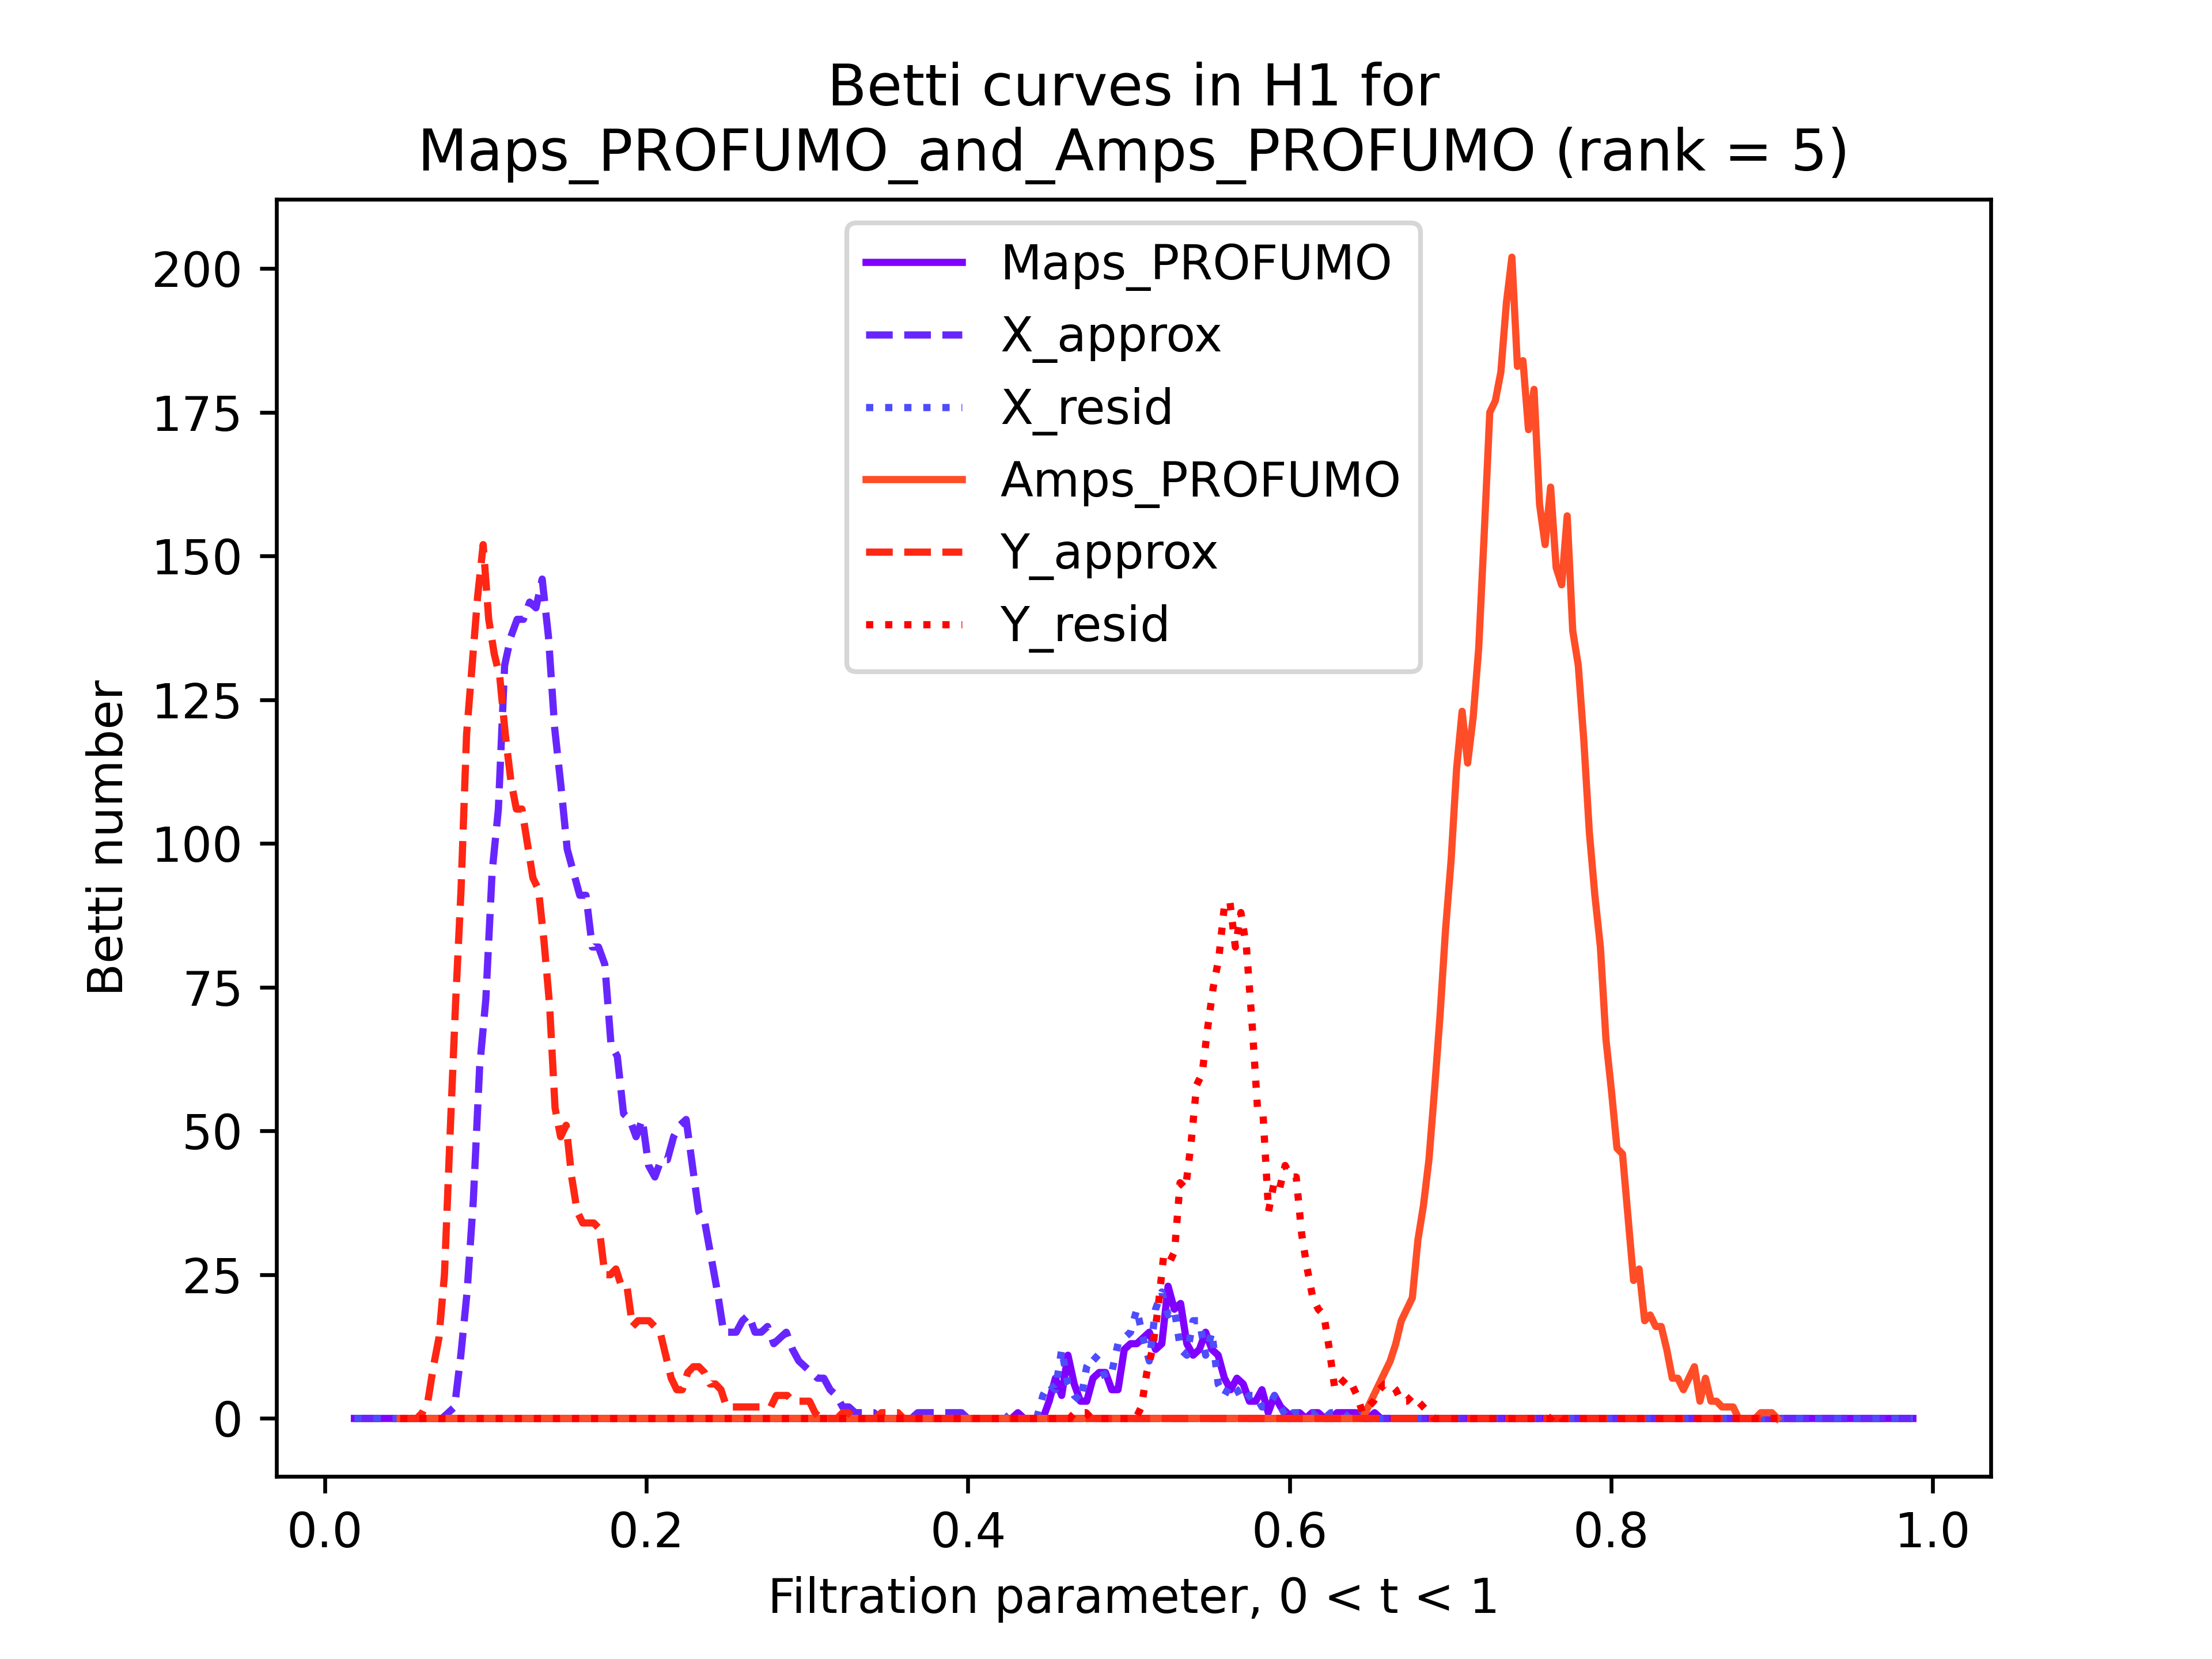 Betti curves in H1 for
Maps_PROFUMO_and_Amps_PROFUMO (rank = 5)
Maps_PROFUMO
X_approx
X_resid
Amps_PROFUMO
Y_approx
Y_resid
Betti number
200
175
150
125
100
75
50
25
0
0.0 0.2 0.4 0.6 0.8 1.0
Filtration parameter, 0 < t < 1